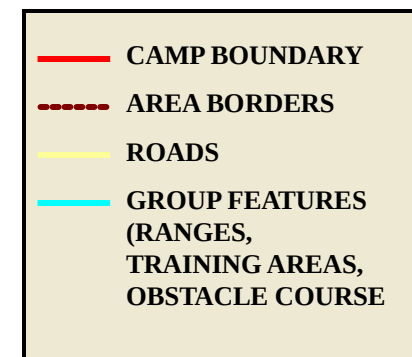 CAMP BOUNDARY
AREA BORDERS
ROADS
GROUP FEATURES
(RANGES,
TRAINING AREAS,
OBSTACLE COURSE